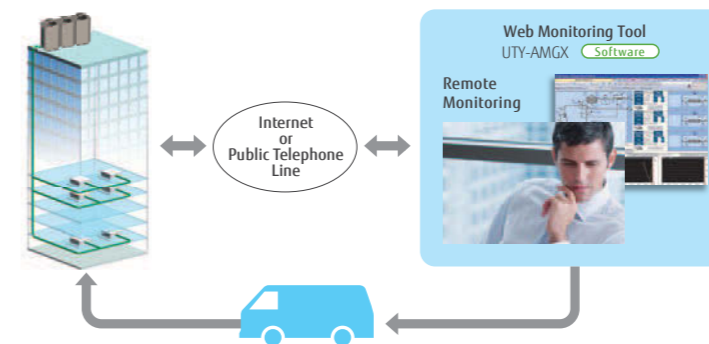 Web Monitoring Tool
UTY-AMGX Software
Remote
Monitoring
Internet
or
Public Telephone
Line